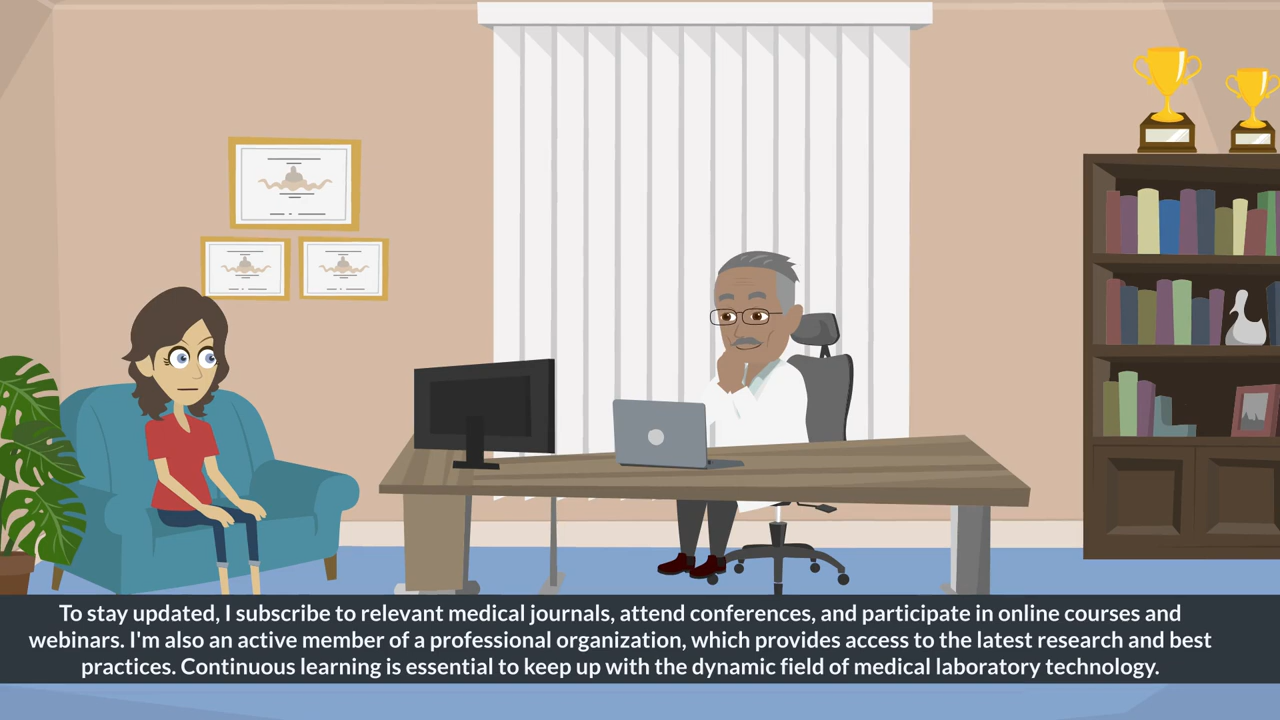 To stay updated, I subscribe to relevant medical journals, attend conferences, and participate in online courses and
webinars. I'm also an active member of a professional organization, which provides access to the latest research and best
practices. Continuous learning is essential to keep up with the dynamic field of medical laboratory technology.